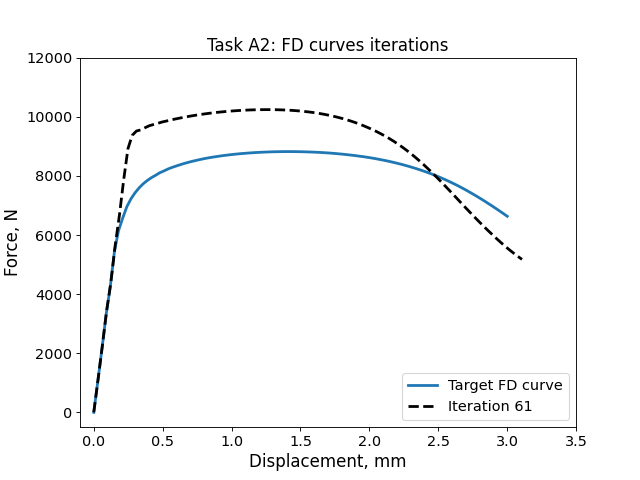 Task A2: FD curves iterations
12000
10000
8000
6000
4000
2000
0
Force, N
Target FD curve
Iteration 61
0.0 0.5 1.0 1.5 2.0 2.5 3.0 3.5
Displacement, mm